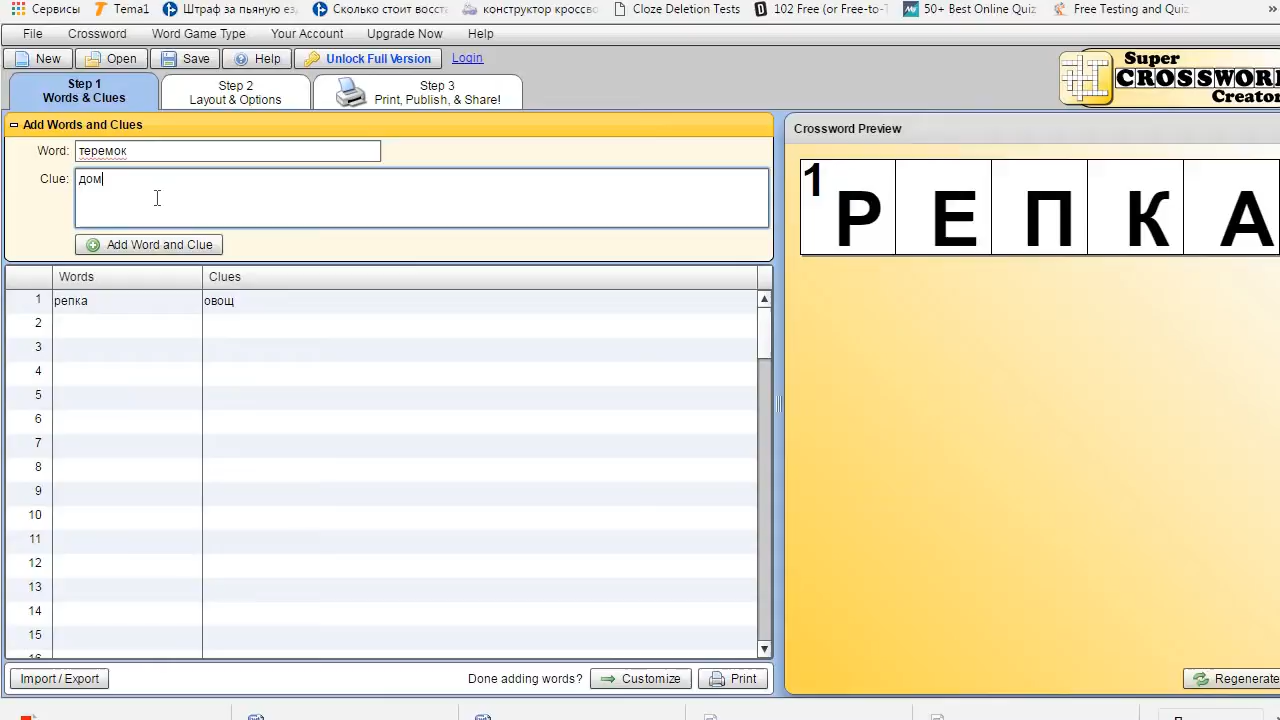 Сервисы Tema1 Штраф за пьяную ез Сколько стоит восст конструктор кроссво Cloze Deletion Tests 102 Free (or Free-to-T 50+ Best Online Quiz Free Testing and Quiz »
File Crossword Word Game Type Your Account Upgrade Now Help
New Open Save Help Unlock Full Version Login
Super
CROSSWORD
Creator
Step 1
Words & Clues
Step 2
Layout & Options
Step 3
Print, Publish, & Share!
Add Words and Clues
Word: теремок
Clue: дом
Add Word and Clue
Words Clues
1 репка овощ
2
3
4
5
6
7
8
9
10
11
12
13
14
15
16
Import / Export Done adding words? Customize Print
Crossword Preview
1 Р Е П К А
Regenerate